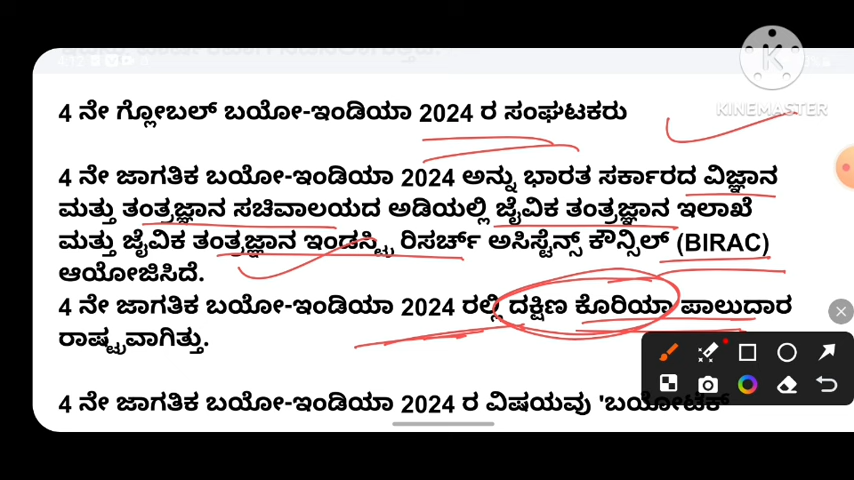 4:12
K
KINEMASTER
4 ನೇ ಗ್ಲೋಬಲ್ ಬಯೋ-ಇಂಡಿಯಾ 2024 ರ ಸಂಘಟಕರು
4 ನೇ ಜಾಗತಿಕ ಬಯೋ-ಇಂಡಿಯಾ 2024 ಅನ್ನು ಭಾರತ ಸರ್ಕಾರದ ವಿಜ್ಞಾನ
ಮತ್ತು ತಂತ್ರಜ್ಞಾನ ಸಚಿವಾಲಯದ ಅಡಿಯಲ್ಲಿ ಜೈವಿಕ ತಂತ್ರಜ್ಞಾನ ಇಲಾಖೆ
ಮತ್ತು ಜೈವಿಕ ತಂತ್ರಜ್ಞಾನ ಇಂಡಸ್ಟ್ರಿ ರಿಸರ್ಚ್ ಅಸಿಸ್ಟೆನ್ಸ್ ಕೌನ್ಸಿಲ್ (BIRAC)
ಆಯೋಜಿಸಿದೆ.
4 ನೇ ಜಾಗತಿಕ ಬಯೋ-ಇಂಡಿಯಾ 2024 ರಲ್ಲಿ ದಕ್ಷಿಣ ಕೊರಿಯಾ ಪಾಲುದಾರ
ರಾಷ್ಟ್ರವಾಗಿತ್ತು.
4 ನೇ ಜಾಗತಿಕ ಬಯೋ-ಇಂಡಿಯಾ 2024 ರ ವಿಷಯವು 'ಬಯೋಟೆಕ್